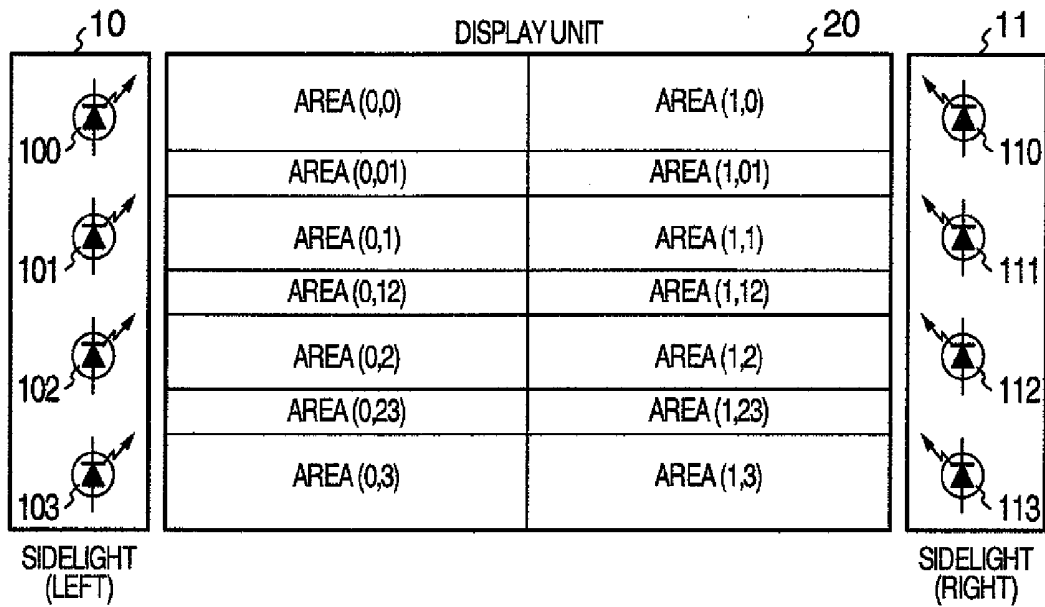 10
DISPLAY UNIT
20
11
AREA (0,0)
AREA (1,0)
100
110
AREA (0,01)
AREA (1,01)
AREA (0,1)
AREA (1,1)
101
111
AREA (0,12)
AREA (1,12)
AREA (0,2)
AREA (1,2)
102
112
AREA (0,23)
AREA (1,23)
AREA (0,3)
AREA (1,3)
103
113
SIDELIGHT
(LEFT)
SIDELIGHT
(RIGHT)